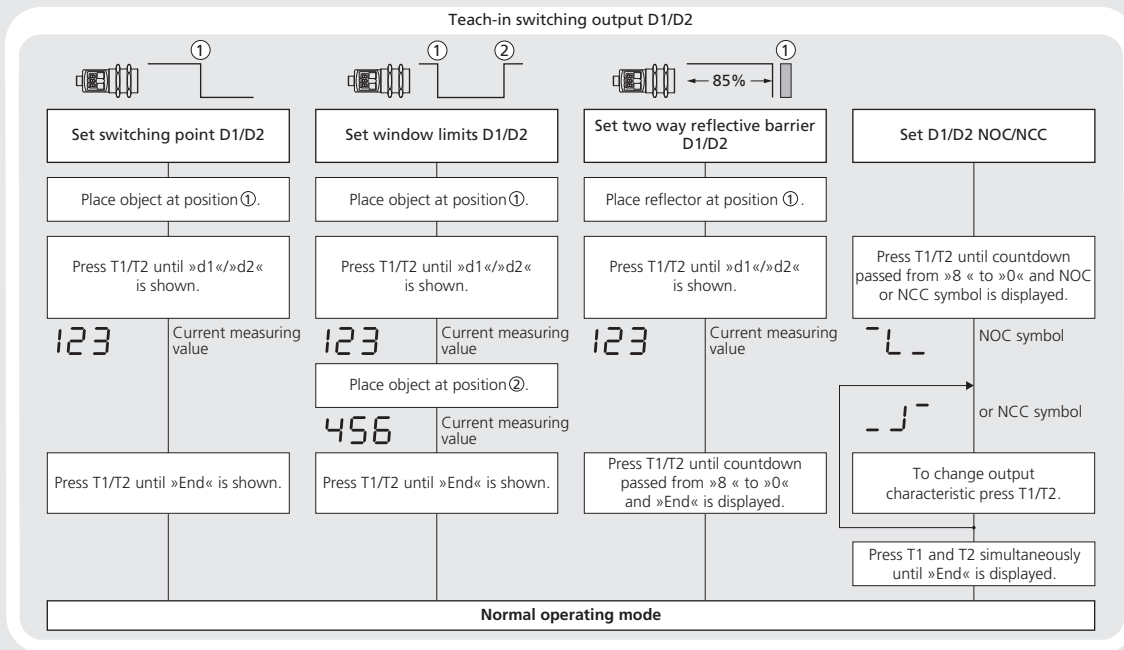 Teach-in switching output D1/D2
①
① ②
①
85%
Set switching point D1/D2
Set window limits D1/D2
Set two way reflective barrier
D1/D2
Set D1/D2 NOC/NCC
Place object at position ①.
Place object at position ①.
Place reflector at position ①.
Press T1/T2 until »d1«/»d2«
is shown.
Press T1/T2 until »d1«/»d2«
is shown.
Press T1/T2 until »d1«/»d2«
is shown.
Press T1/T2 until countdown
passed from »8 « to »0« and NOC
or NCC symbol is displayed.
123
Current measuring
value
123
Current measuring
value
123
Current measuring
value
NOC symbol
Place object at position ②.
456
Current measuring
value
or NCC symbol
Press T1/T2 until »End« is shown.
Press T1/T2 until »End« is shown.
Press T1/T2 until countdown
passed from »8 « to »0«
and »End« is displayed.
To change output
characteristic press T1/T2.
Press T1 and T2 simultaneously
until »End« is displayed.
Normal operating mode